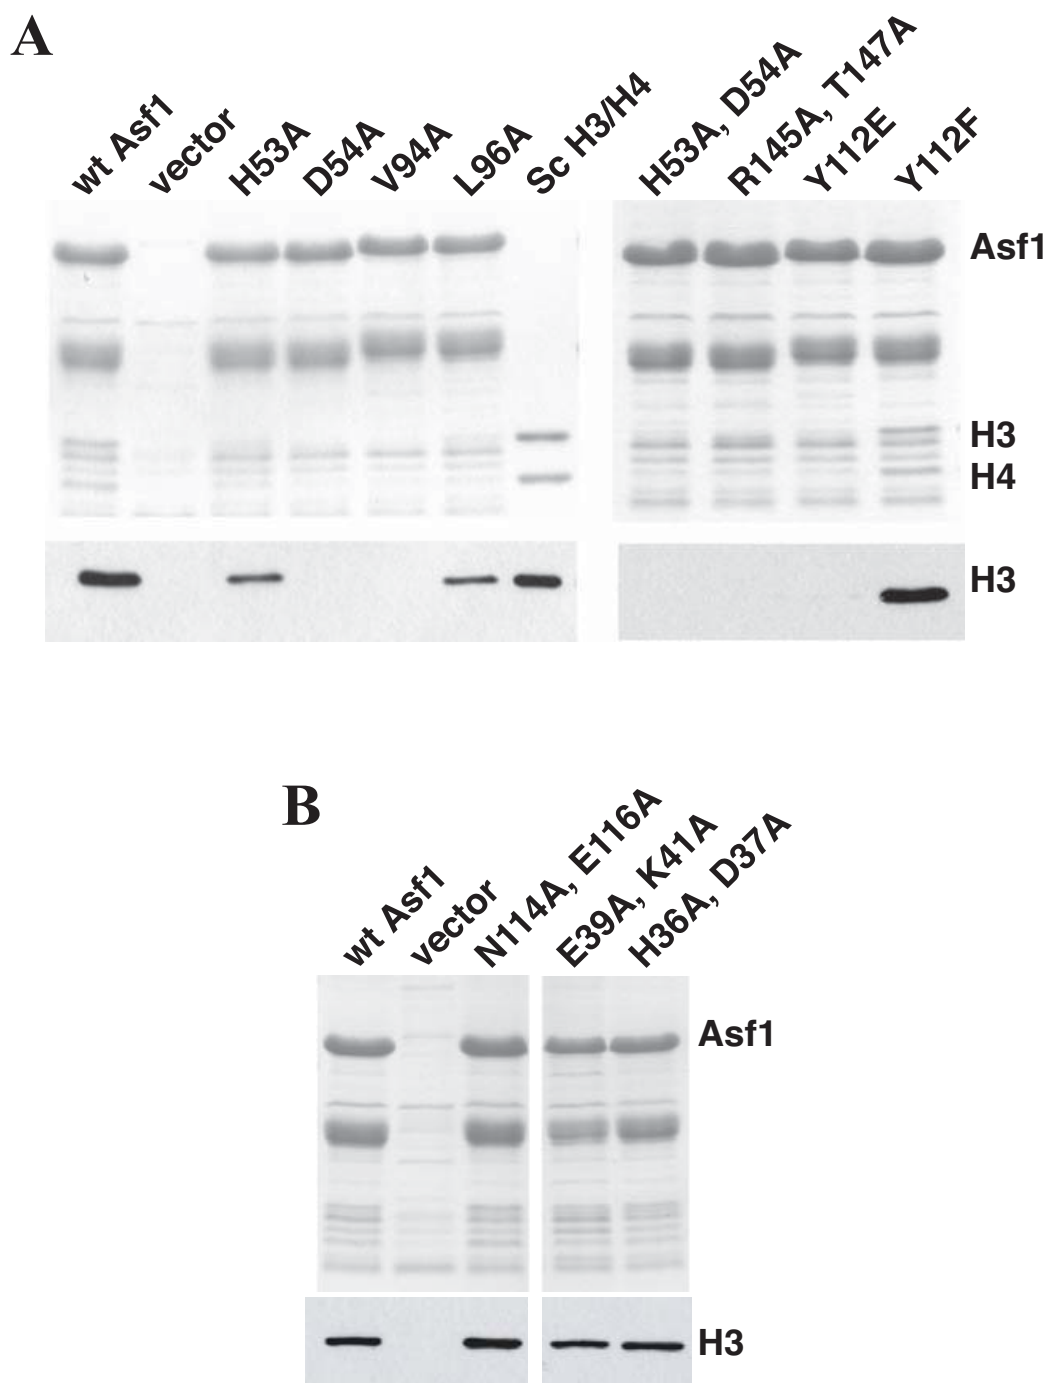 A
wt Asf1
vector
H53A
D54A
V94A
L96A
Sc H3/H4
H53A, D54A
R145A, T147A
Y112E
Y112F
Asf1
H3
H4
H3
B
wt Asf1
vector
N114A, E116A
E39A, K41A
H36A, D37A
Asf1
H3